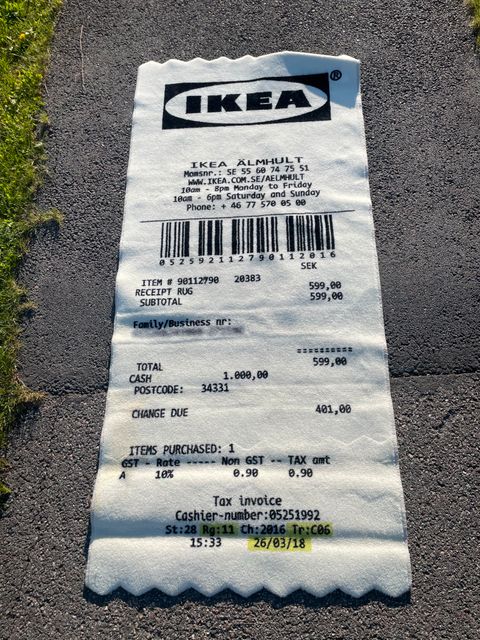 IKEA®
IKEA ÄLMHULT
Momsnr.: SE 55 60 74 75 51
WWW.IKEA.COM.SE/AELMHULT
10am - 8pm Monday to Friday
10am - 6pm Saturday and Sunday
Phone: + 46 77 570 05 00
052592112790112016
SEK
ITEM # 90112790 20383
RECEIPT RUG 599,00
SUBTOTAL 599,00
Family/Business nr:
==========
TOTAL 599,00
CASH 1.000,00
POSTCODE: 34331
CHANGE DUE 401,00
ITEMS PURCHASED: 1
GST - Rate ----- Non GST -- TAX amt
A 10% 0.90 0.90
Tax invoice
Cashier-number:05251992
St:28 Rg:11 Ch:2016 Tr:C06
15:33 26/03/18